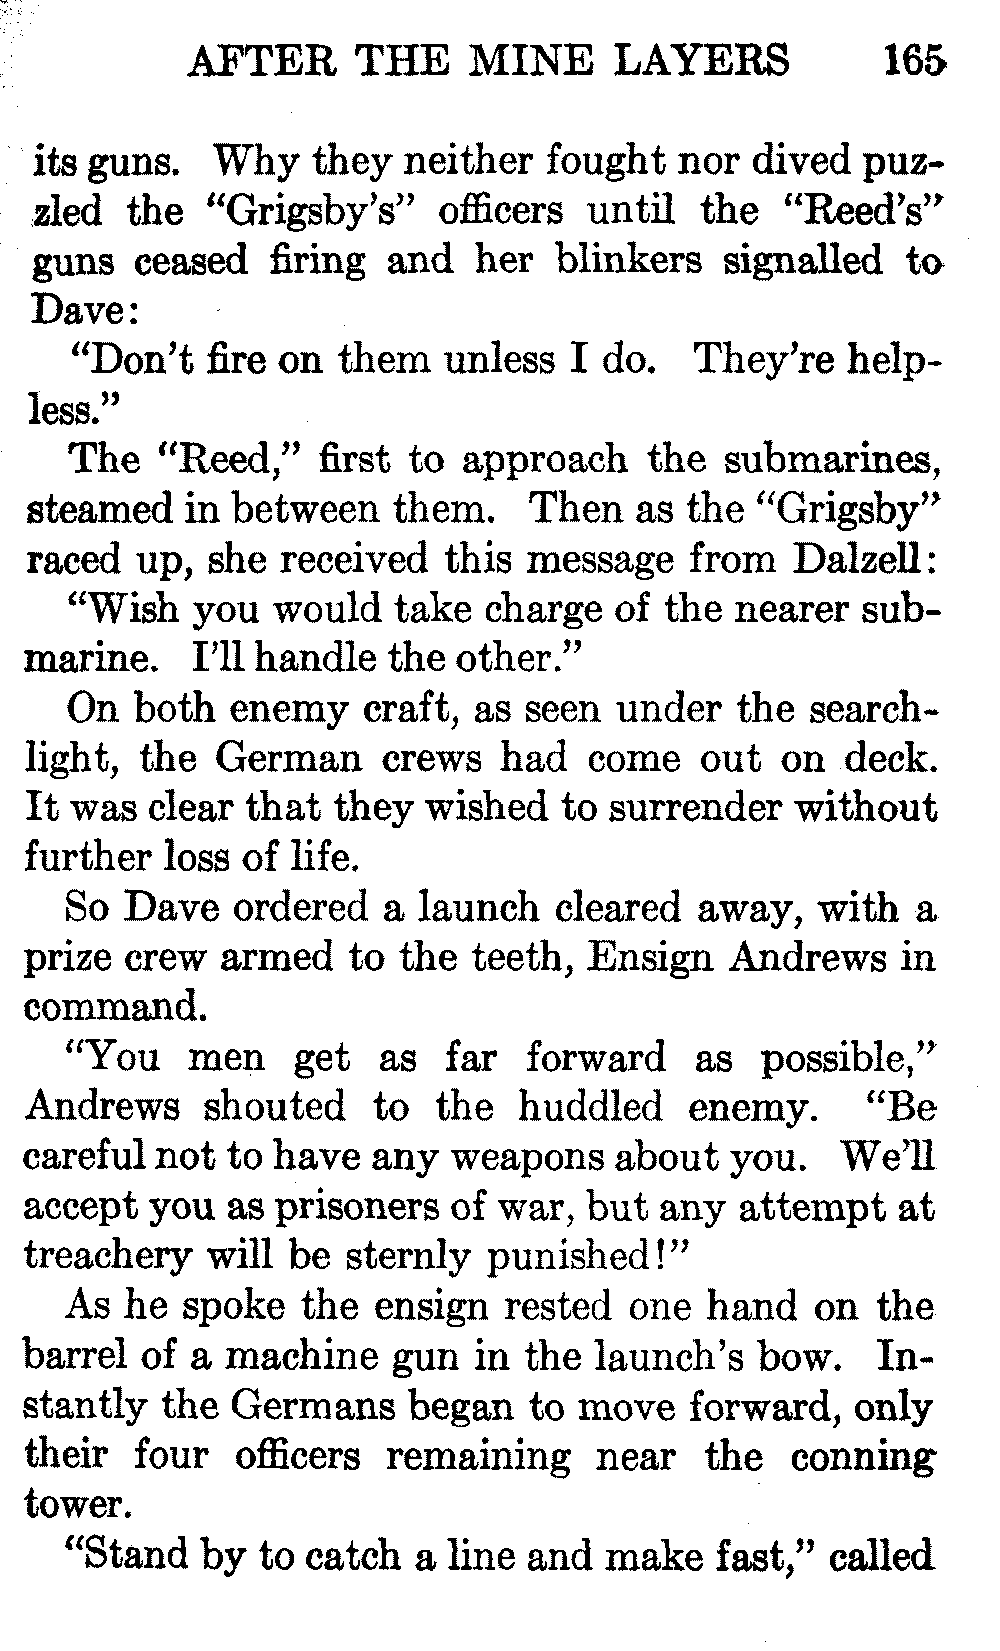 AFTER THE MINE LAYERS 165
its guns. Why they neither fought nor dived puz-
zled the "Grigsby's" officers until the "Reed's"
guns ceased firing and her blinkers signalled to
Dave:
"Don't fire on them unless I do. They're help-
less."
The "Reed," first to approach the submarines,
steamed in between them. Then as the "Grigsby"
raced up, she received this message from Dalzell:
"Wish you would take charge of the nearer sub-
marine. I'll handle the other."
On both enemy craft, as seen under the search-
light, the German crews had come out on deck.
It was clear that they wished to surrender without
further loss of life.
So Dave ordered a launch cleared away, with a
prize crew armed to the teeth, Ensign Andrews in
command.
"You men get as far forward as possible,"
Andrews shouted to the huddled enemy. "Be
careful not to have any weapons about you. We'll
accept you as prisoners of war, but any attempt at
treachery will be sternly punished!"
As he spoke the ensign rested one hand on the
barrel of a machine gun in the launch's bow. In-
stantly the Germans began to move forward, only
their four officers remaining near the conning
tower.
"Stand by to catch a line and make fast," called